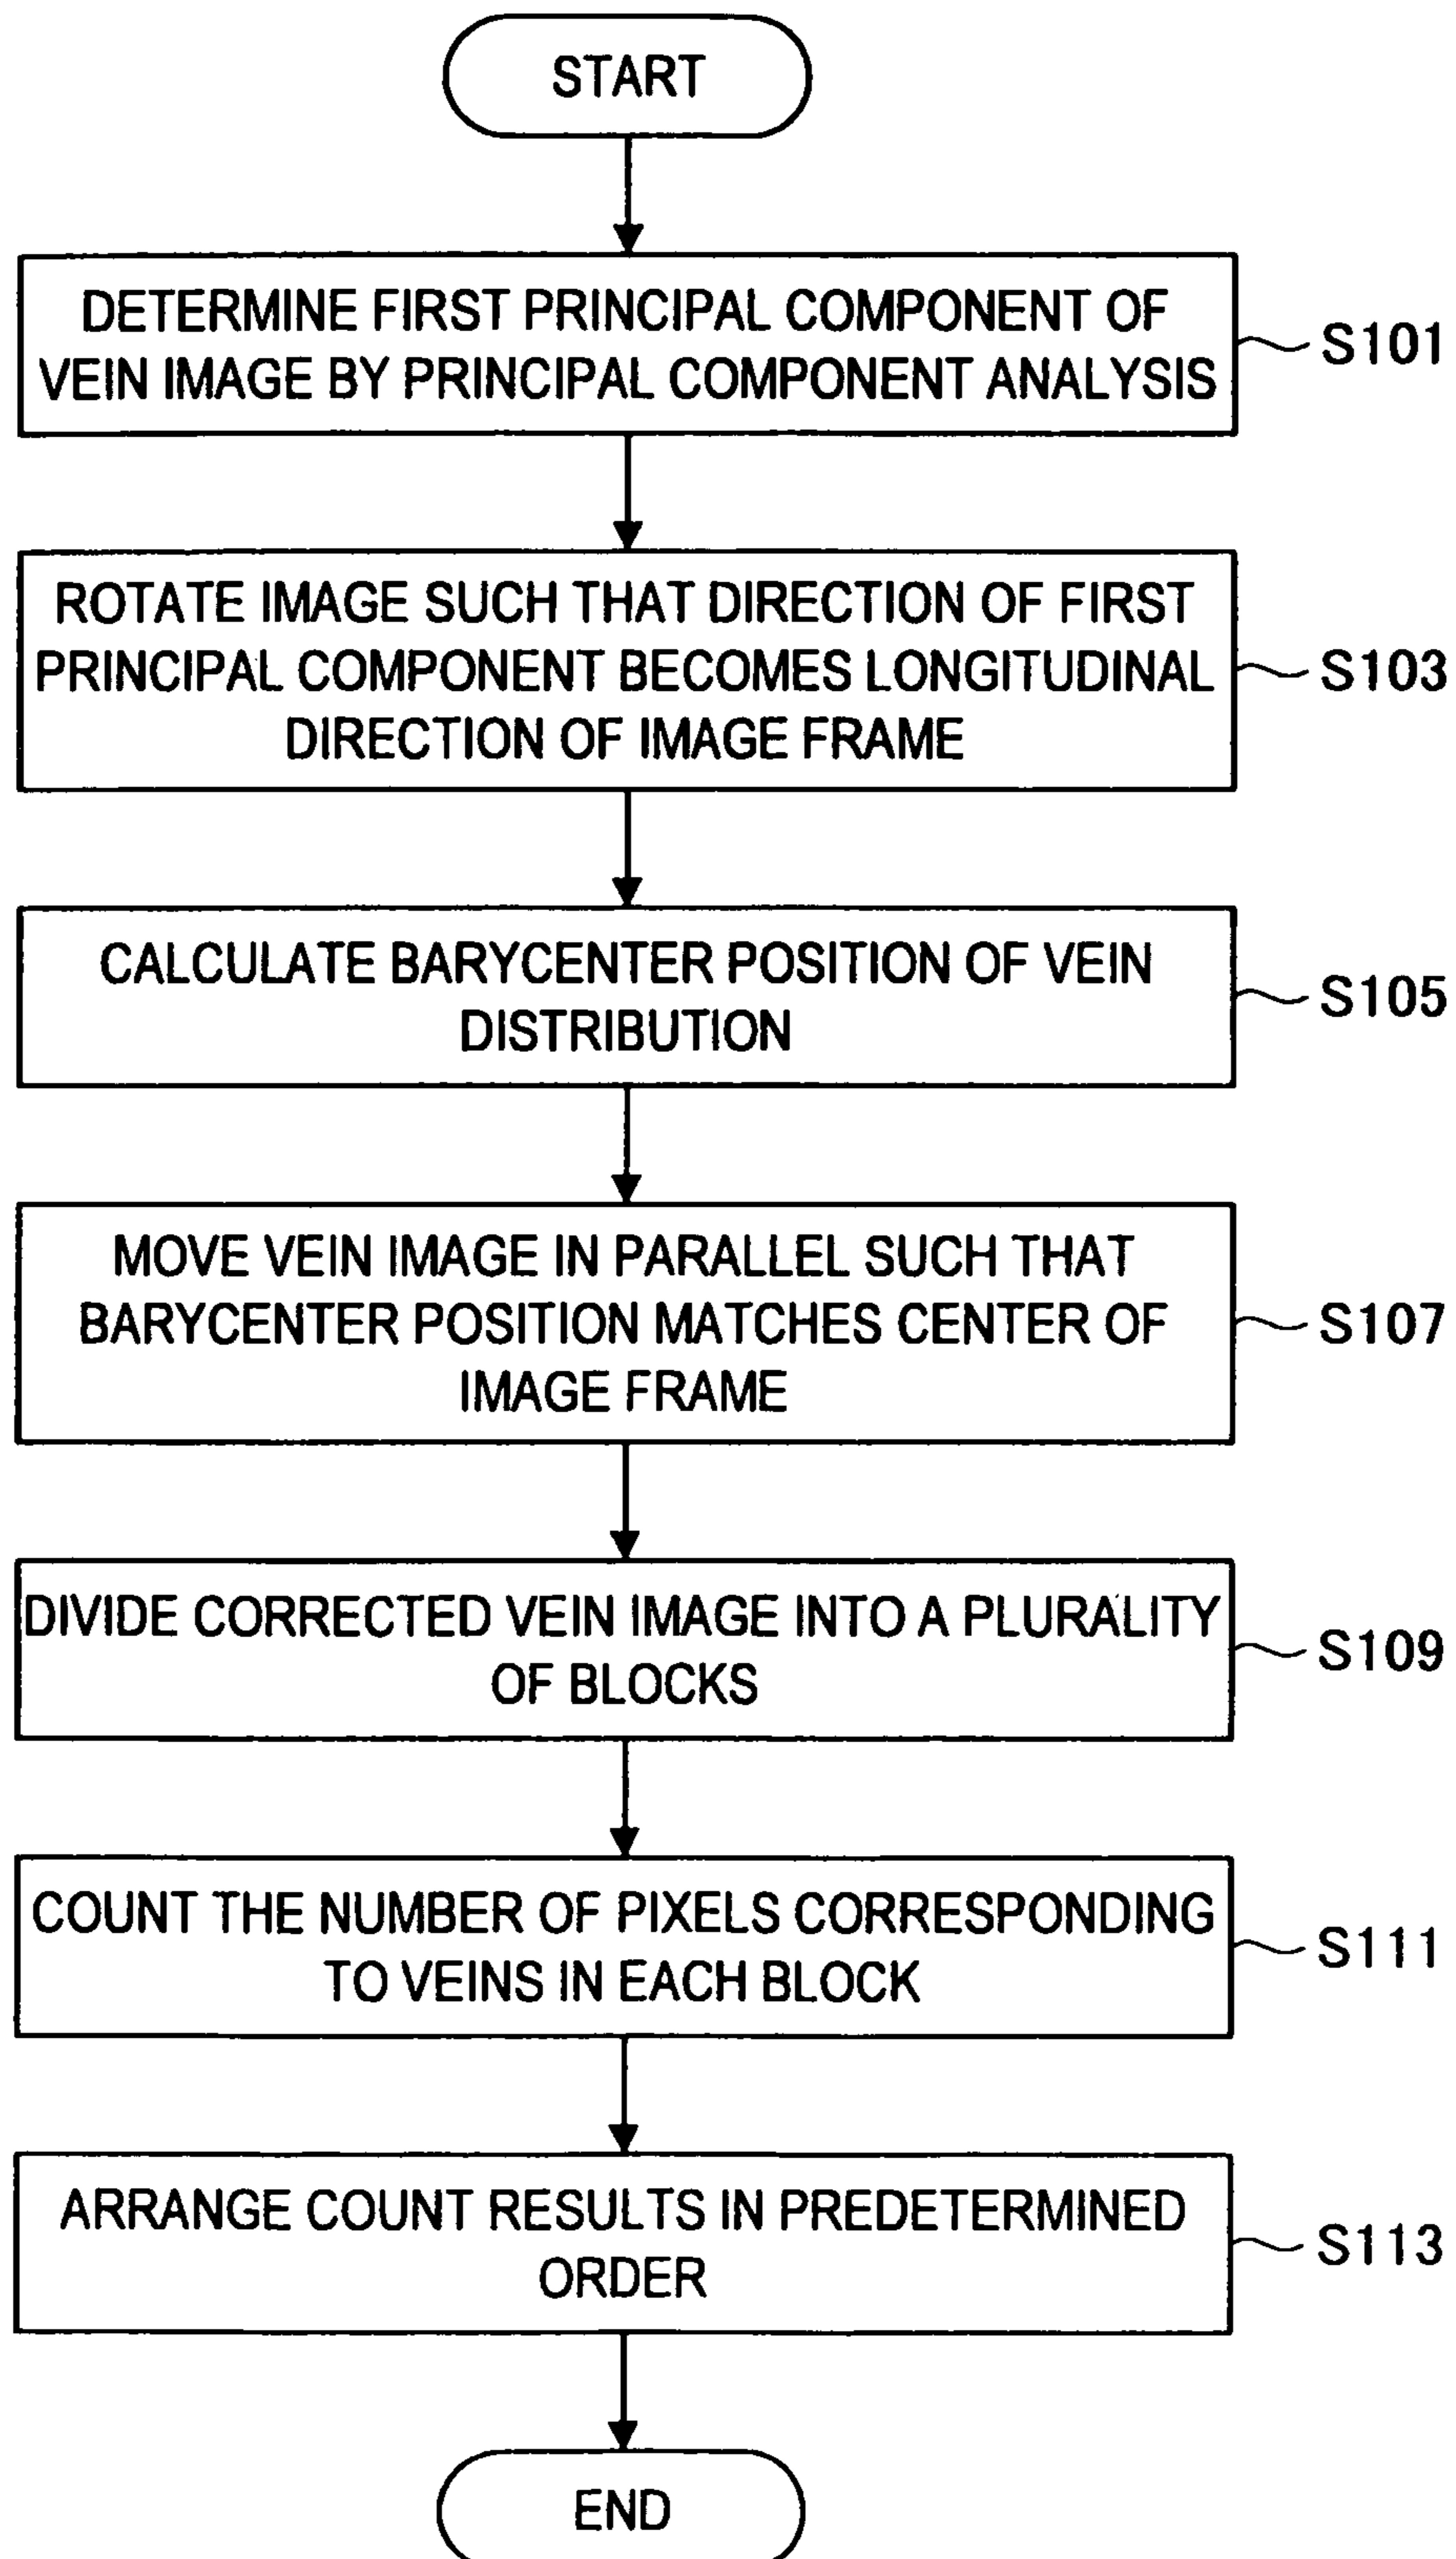 START
DETERMINE FIRST PRINCIPAL COMPONENT OF
VEIN IMAGE BY PRINCIPAL COMPONENT ANALYSIS
S101
ROTATE IMAGE SUCH THAT DIRECTION OF FIRST
PRINCIPAL COMPONENT BECOMES LONGITUDINAL
DIRECTION OF IMAGE FRAME
S103
CALCULATE BARYCENTER POSITION OF VEIN
DISTRIBUTION
S105
MOVE VEIN IMAGE IN PARALLEL SUCH THAT
BARYCENTER POSITION MATCHES CENTER OF
IMAGE FRAME
S107
DIVIDE CORRECTED VEIN IMAGE INTO A PLURALITY
OF BLOCKS
S109
COUNT THE NUMBER OF PIXELS CORRESPONDING
TO VEINS IN EACH BLOCK
S111
ARRANGE COUNT RESULTS IN PREDETERMINED
ORDER
S113
END